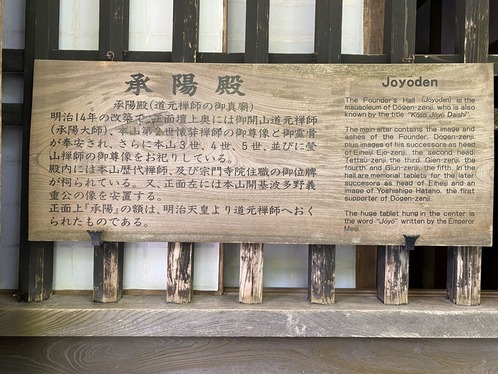 承陽殿
承陽殿(道元禅師の御真廟)
明治14年の改築で、正面壇上奥には御開山道元禅師
(承陽大師)、本山第2世懐弉禅師の御尊像と御霊骨
が奉安され、さらに本山3世、4世、5世、並びに瑩
山禅師の御尊像をお祀りしている。
殿内には本山歴代禅師、及び宗門寺院住職の御位牌
が祠られている。又、正面左には本山開基波多野義
重公の像を安置する。
正面上『承陽』の額は、明治天皇より道元禅師へおく
られたものである。
Joyoden
The Founder's Hall (Jōyōden) is the
mausoleum of Dōgen-zenji, who is also
known by the title "Kōso Jōyō Daishi".
The main altar contains the image and
ashes of the Founder, Dōgen-zenji,
plus images of his successors as head
of Eiheiji: Ejō-zenji, the second head,
Tettsū-zenji, the third, Gien-zenji, the
fourth, and Giun-zenji, the fifth. In the
hall are memorial tablets for the later
succesors as head of Eiheiji and an
image of Yoshishige Hatano, the first
supporter of Dōgen-zenji.
The huge tablet hung in the center is
the word "Jōyō" written by the Emperor
Meiji.